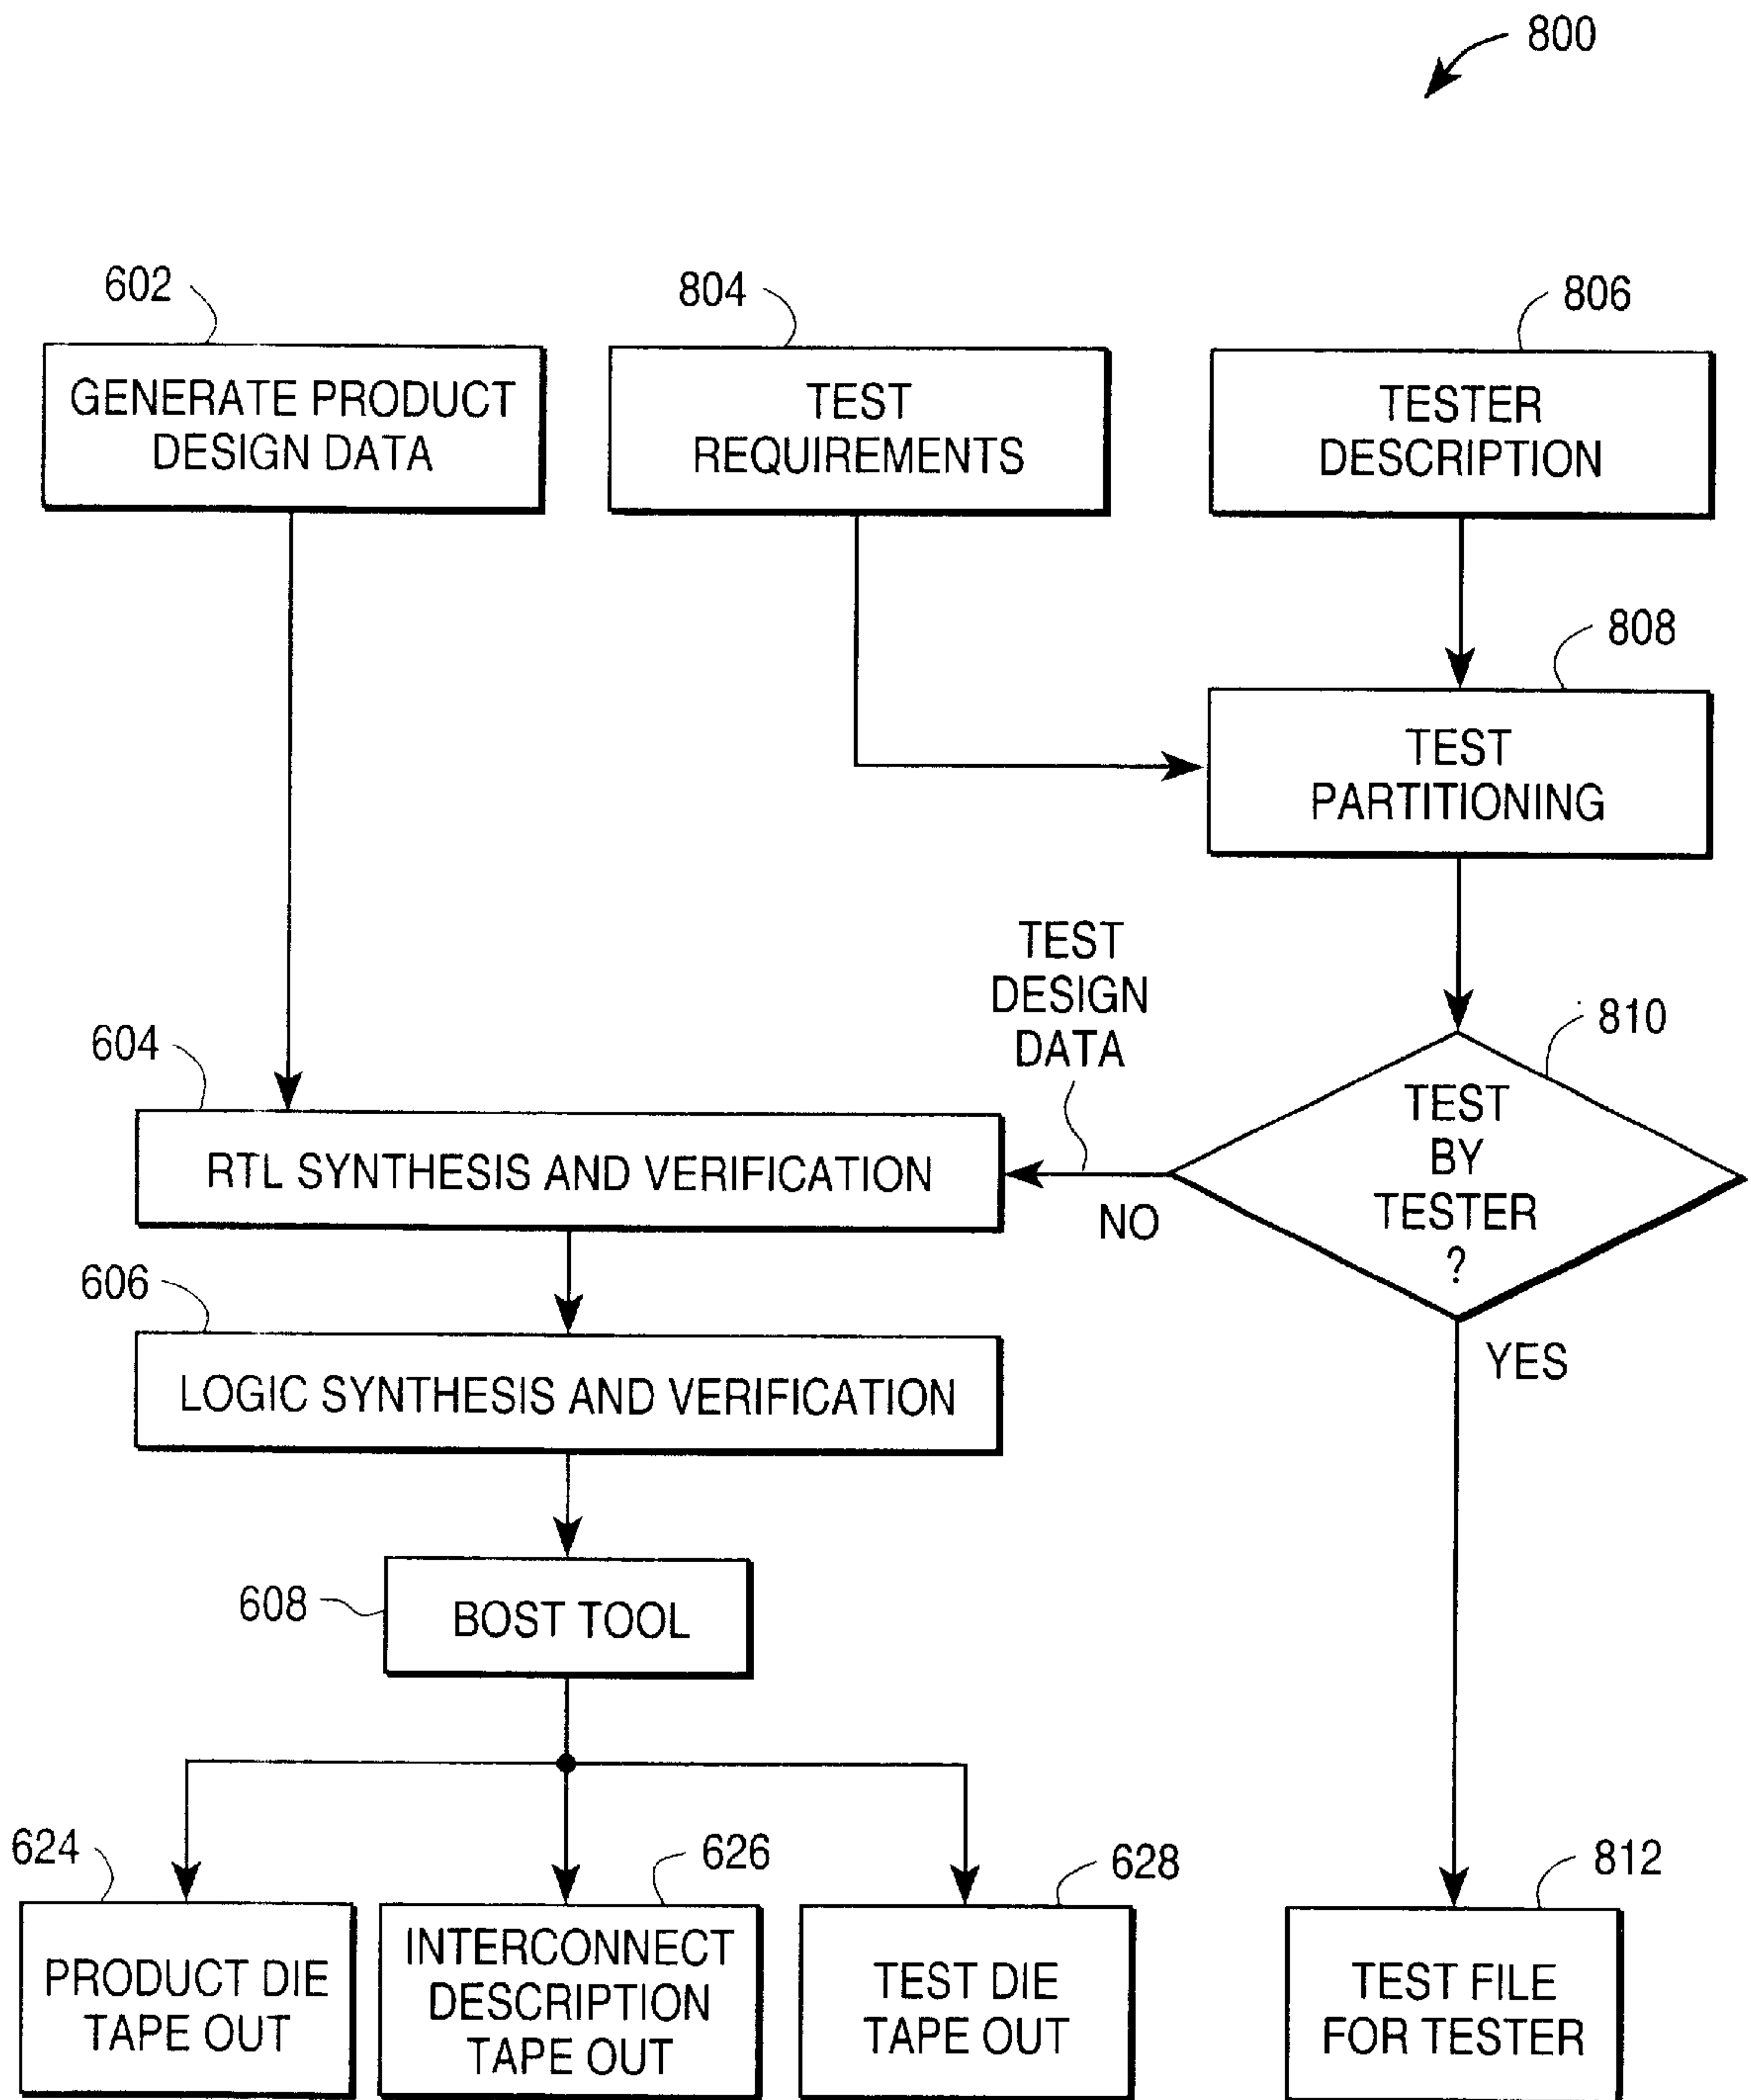 800
602
804
806
GENERATE PRODUCT
DESIGN DATA
TEST
REQUIREMENTS
TESTER
DESCRIPTION
808
TEST
PARTITIONING
TEST
DESIGN
DATA
810
604
TEST
BY
TESTER
?
RTL SYNTHESIS AND VERIFICATION
NO
606
YES
LOGIC SYNTHESIS AND VERIFICATION
608
BOST TOOL
624
626
628
812
PRODUCT DIE
TAPE OUT
INTERCONNECT
DESCRIPTION
TAPE OUT
TEST DIE
TAPE OUT
TEST FILE
FOR TESTER